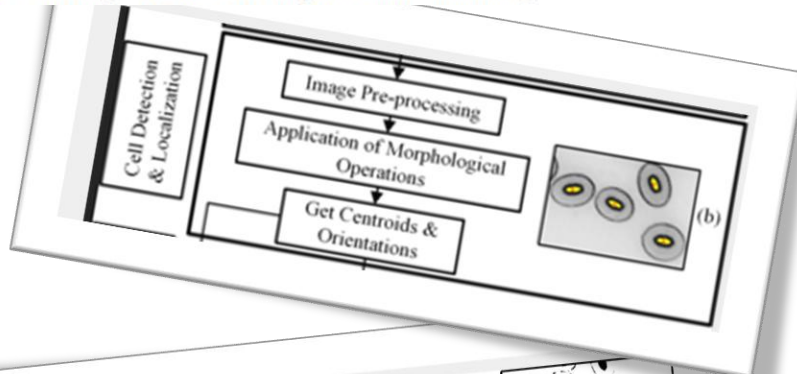 Cell Detection
& Localization
Image Pre-processing
Application of Morphological
Operations
Get Centroids &
Orientations
(b)